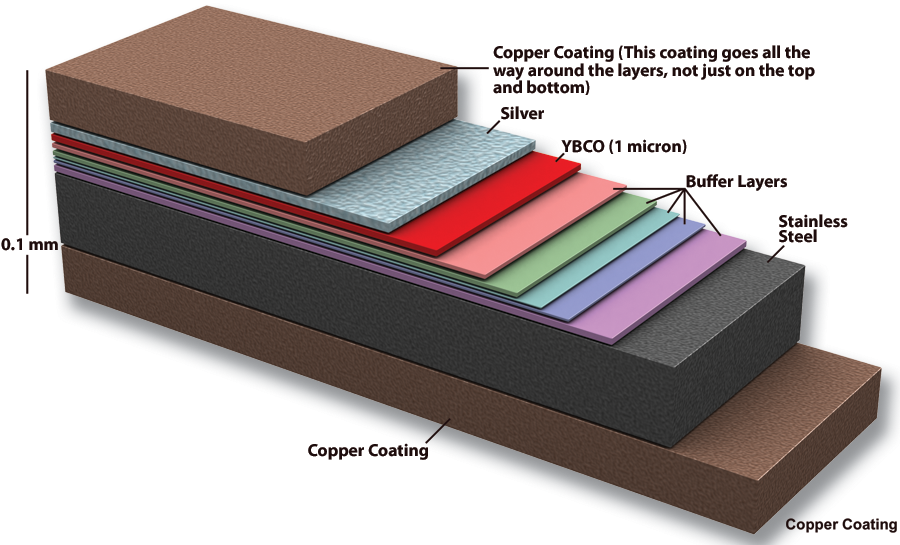 Copper Coating (This coating goes all the
way around the layers, not just on the top
and bottom)
Silver
YBCO (1 micron)
Buffer Layers
Stainless
Steel
0.1 mm
Copper Coating
Copper Coating